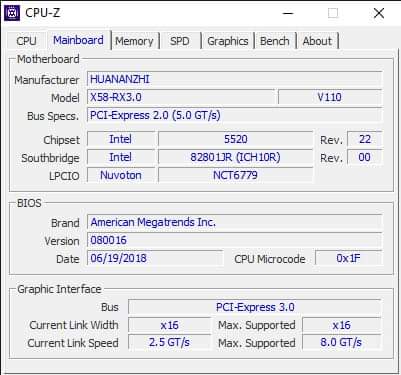 CPU-Z
CPU Mainboard Memory SPD Graphics Bench About
Motherboard
Manufacturer HUANANZHI
Model X58-RX3.0 V110
Bus Specs. PCI-Express 2.0 (5.0 GT/s)
Chipset Intel 5520 Rev. 22
Southbridge Intel 82801JR (ICH10R) Rev. 00
LPCIO Nuvoton NCT6779
BIOS
Brand American Megatrends Inc.
Version 080016
Date 06/19/2018 CPU Microcode 0x1F
Graphic Interface
Bus PCI-Express 3.0
Current Link Width x16 Max. Supported x16
Current Link Speed 2.5 GT/s Max. Supported 8.0 GT/s